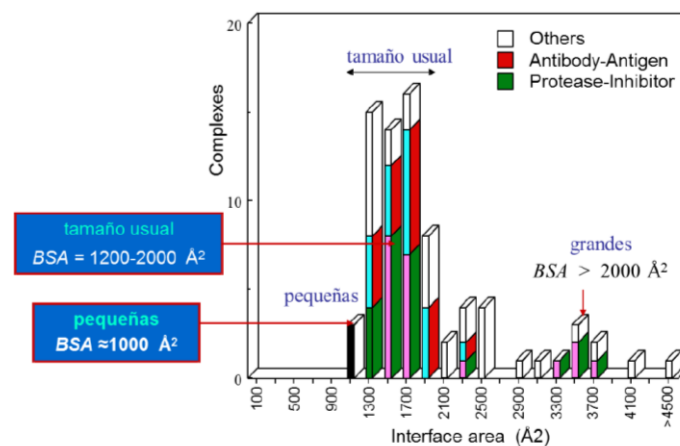 20
tamaño usual
Others
Antibody-Antigen
Protease-Inhibitor
Complexes
10
tamaño usual
BSA = 1200-2000 Å²
grandes
BSA > 2000 Å²
pequeñas
pequeñas
BSA ≈1000 Å²
0
100
500
900
1300
1700
2100
2500
2900
3300
3700
4100
>4500
Interface area (Å2)